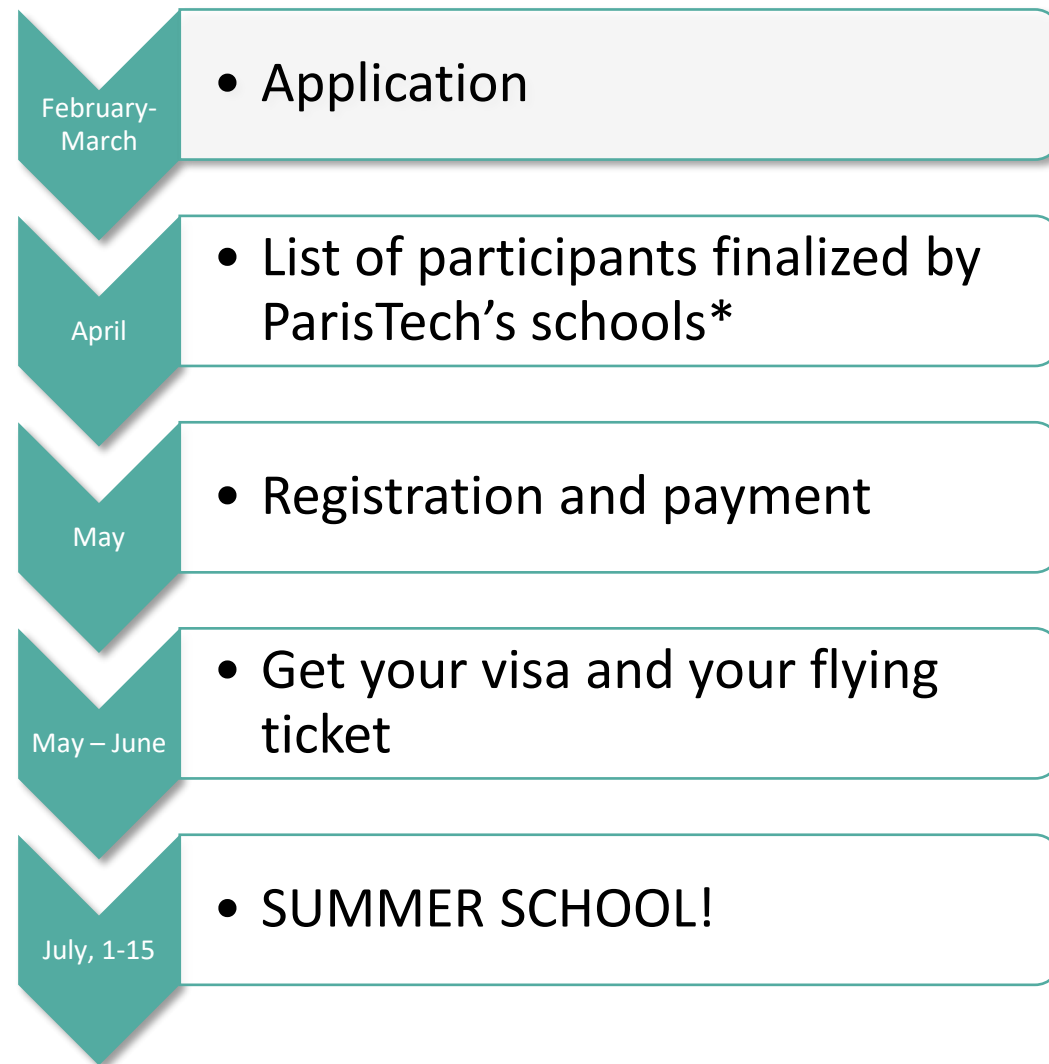 February-
March
• Application
April
• List of participants finalized by
ParisTech’s schools*
May
• Registration and payment
May – June
• Get your visa and your flying
ticket
July, 1-15
• SUMMER SCHOOL!